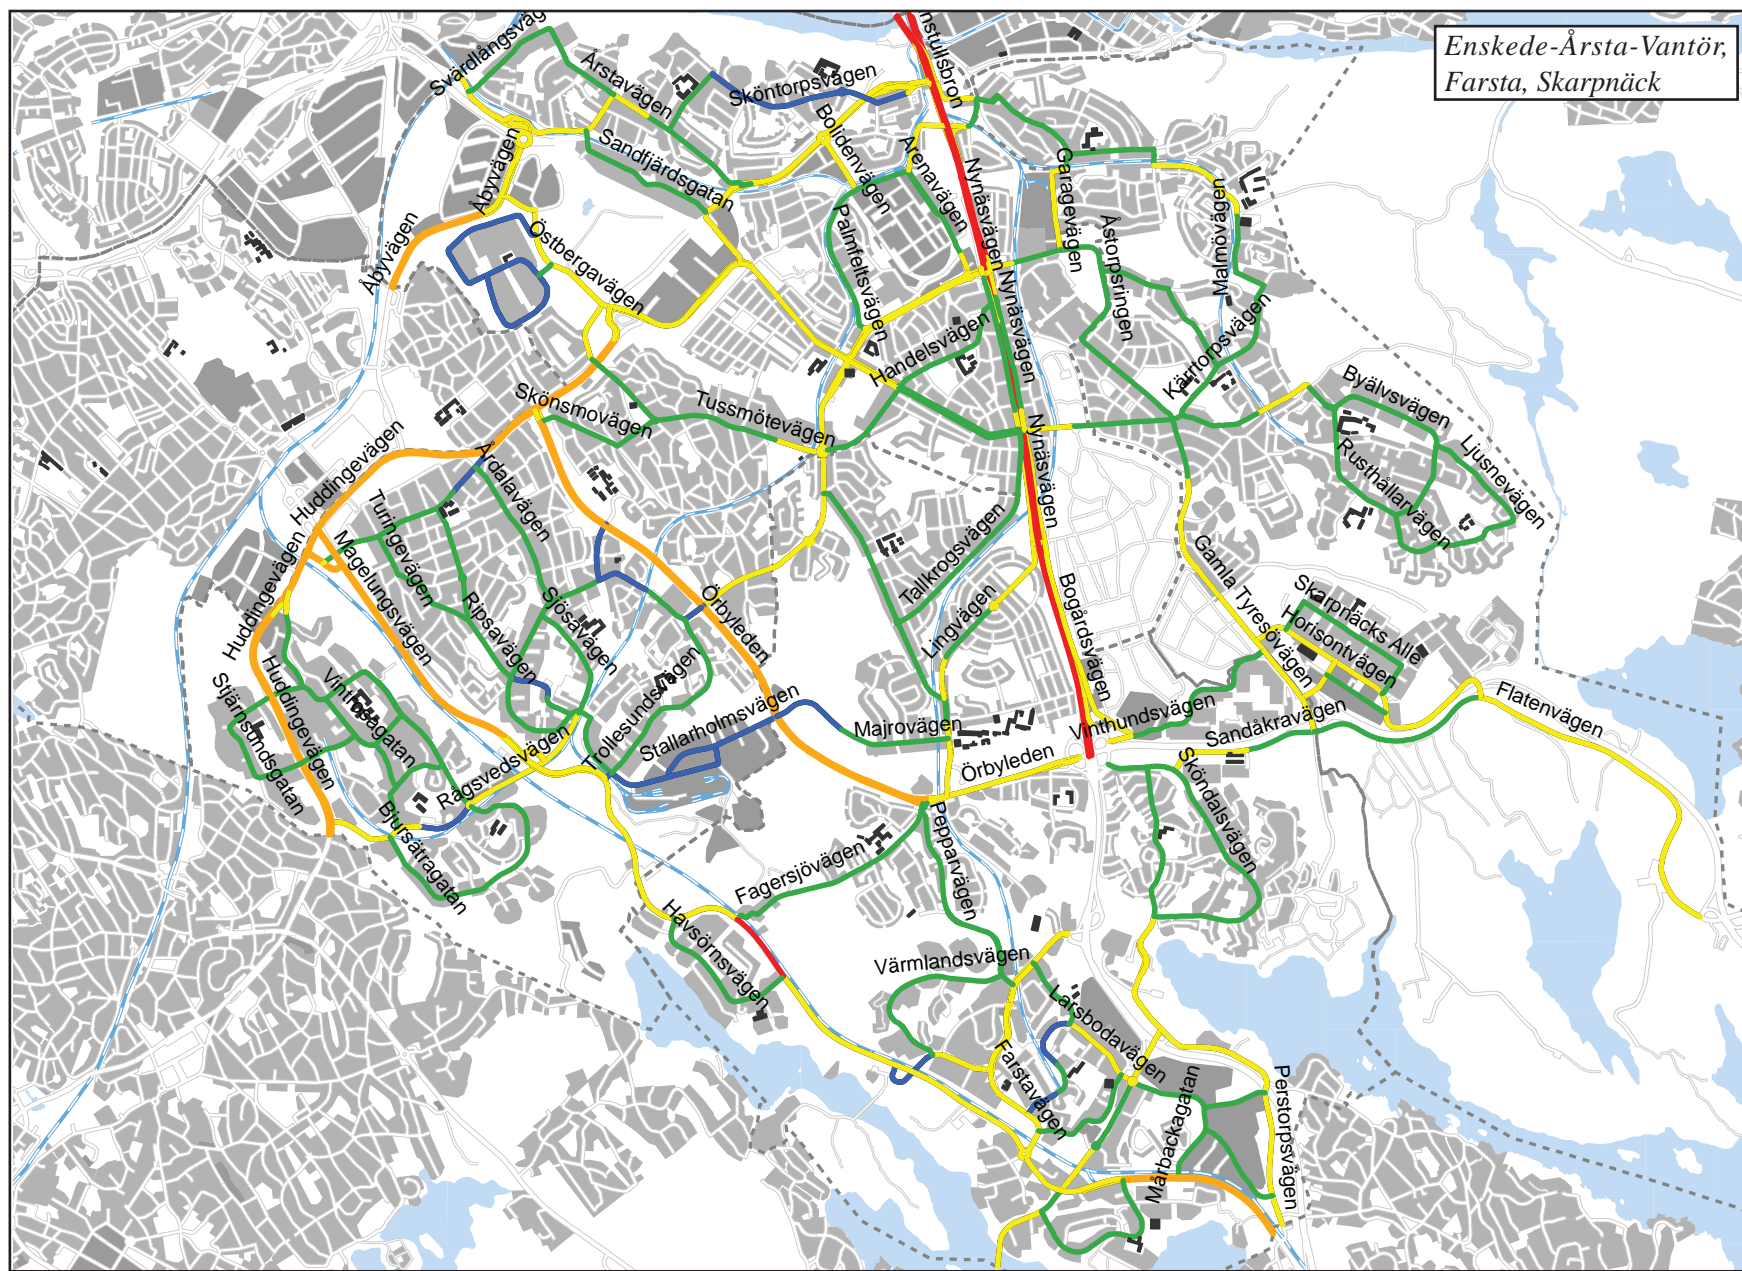 Enskede-Årsta-Vantör,
Farsta, Skarpnäck
Svärdlångsväg
Årstavägen
Sköntorpsvägen
nstullsbron
Åbyvägen
Sandfjärdsgatan
Bolidenvägen
Arenavägen
Nynäsvägen
Garagevägen
Malmövägen
Åbyvägen
Östbergavägen
Palmfeltsvägen
Åstorpsringen
Nynäsvägen
Handelsvägen
Kärrtorpsvägen
Skönsmovägen
Tussmötevägen
Byälvsvägen
Huddingevägen
Årdalavägen
Nynäsvägen
Rusthållarvägen
Ljusnevägen
Turingevägen
Magelungsvägen
Tallkrogsvägen
Huddingevägen
Ripsavägen
Sjösavägen
Örbyleden
Lingvägen
Bogårdsvägen
Gamla Tyresövägen
Skarpnäcks Alle
Horisontvägen
Stjärnsundsgatan
Huddingevägen
Vintrosagatan
Trollesundsvägen
Stallarholmsvägen
Majrovägen
Vinthundsvägen
Sandåkravägen
Flatenvägen
Rågsvedsvägen
Örbyleden
Sköndalsvägen
Bjursätragatan
Fagersjövägen
Pepparvägen
Havsörnsvägen
Värmlandsvägen
Larsbodavägen
Farstavägen
Mårbackagatan
Perstorpsvägen